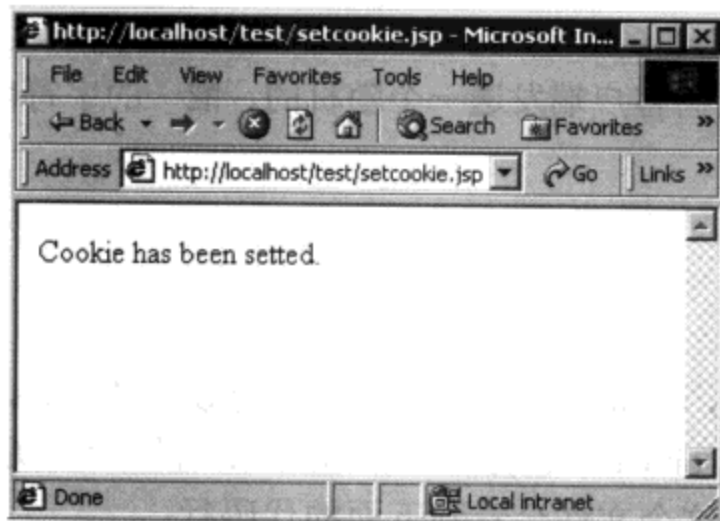 http://localhost/test/setcookie.jsp - Microsoft In...
File Edit View Favorites Tools Help
Back Search Favorites »
Address http://localhost/test/setcookie.jsp Go Links »
Cookie has been setted.
Done Local intranet